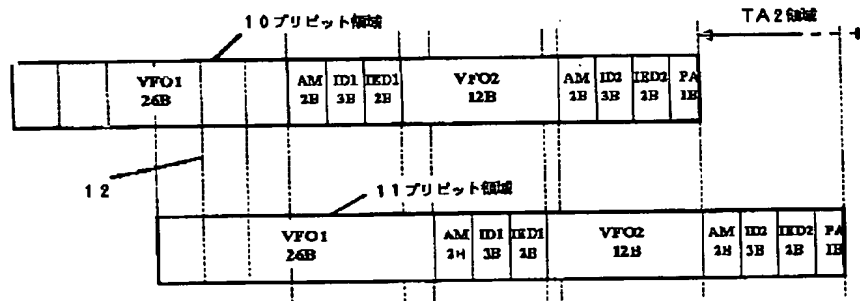 10プリピット領域
TA2領域
VFO1 26B
AM 2B
ID1 3B
IED1 2B
VFO2 12B
AM 2B
ID2 3B
IED2 2B
PA 1B
12
11プリピット領域
VFO1 26B
AM 2B
ID1 3B
IED1 2B
VFO2 12B
AM 2B
ID2 3B
IED2 2B
PA 1B